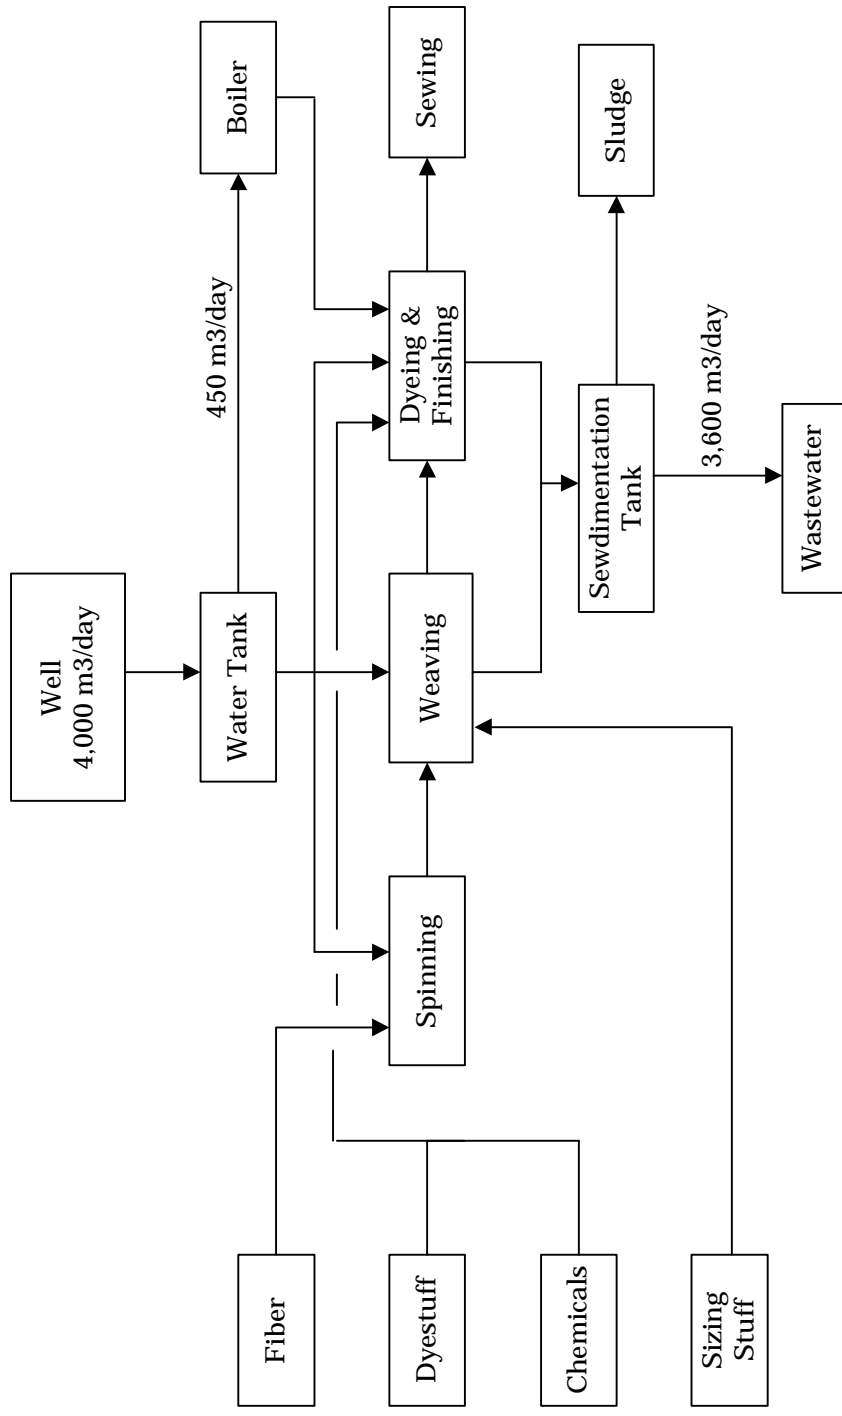 Well
4,000 m3/day
Water Tank
450 m3/day
Boiler
Fiber
Dyestuff
Chemicals
Sizing
Stuff
Spinning
Weaving
Dyeing &
Finishing
Sewing
Sewdimentation
Tank
Sludge
3,600 m3/day
Wastewater